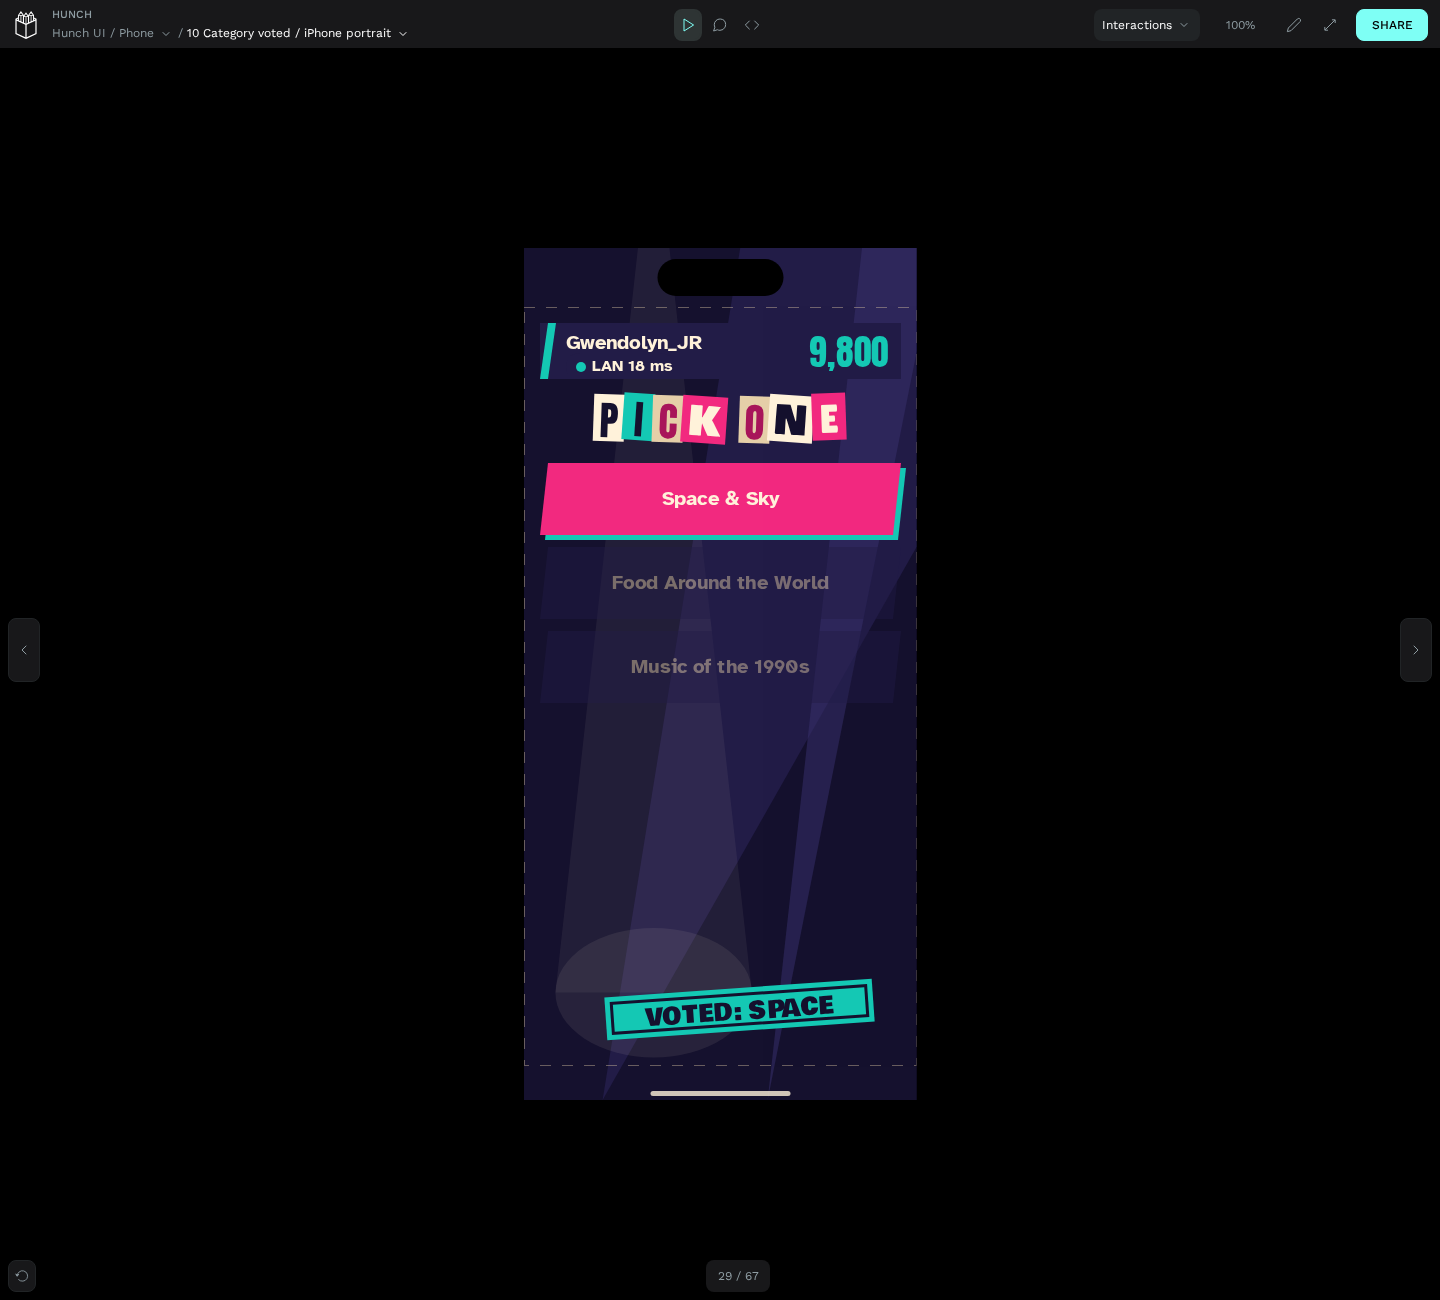 HUNCH
Hunch UI / Phone / 10 Category voted / iPhone portrait
Interactions
100%
SHARE
Gwendolyn_JR
LAN 18 ms
9,800
PICK ONE
Space & Sky
Food Around the World
Music of the 1990s
VOTED: SPACE
29 / 67